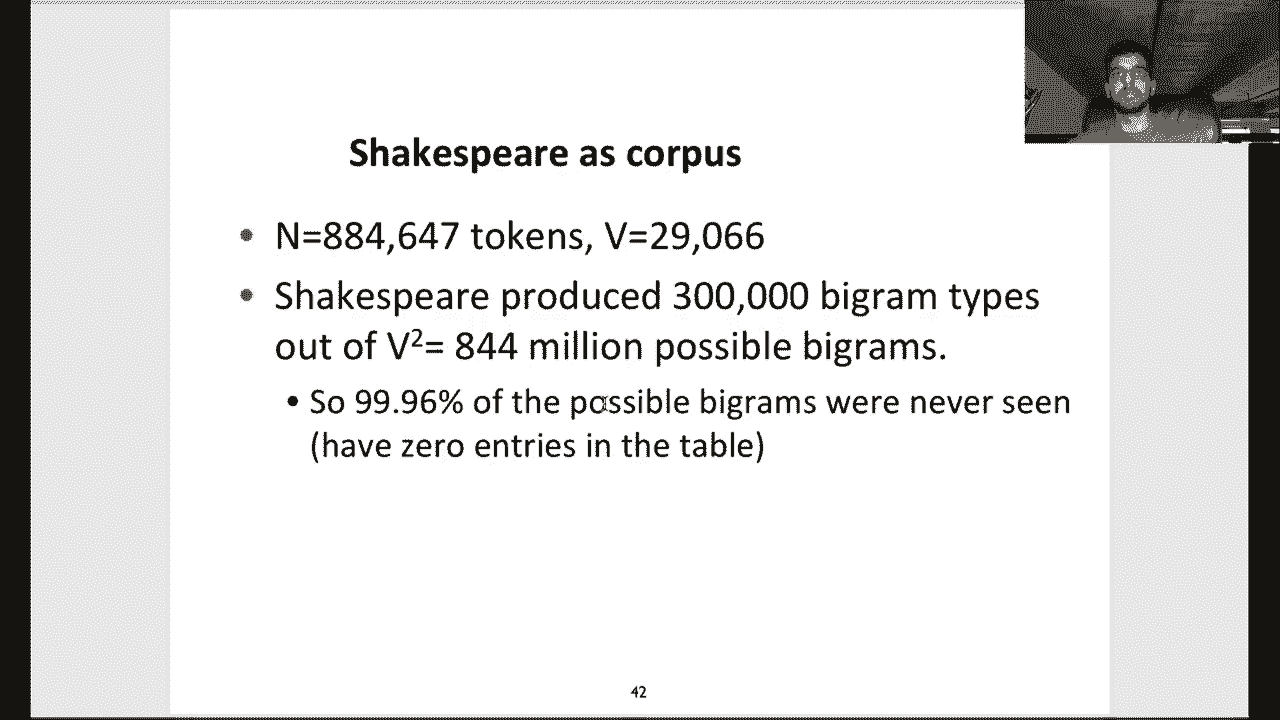 Shakespeare as corpus
• N=884,647 tokens, V=29,066
• Shakespeare produced 300,000 bigram types
out of V²= 844 million possible bigrams.
• So 99.96% of the possible bigrams were never seen
(have zero entries in the table)
42